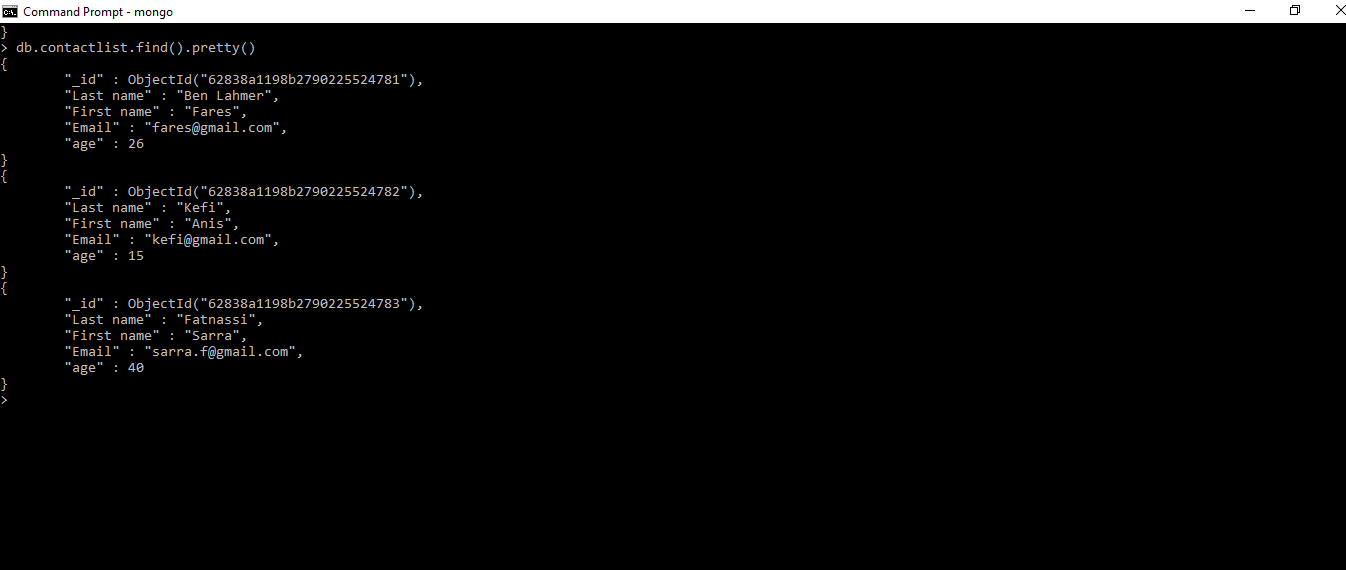 Command Prompt - mongo
}
> db.contactlist.find().pretty()
{
"_id" : ObjectId("62838a1198b2790225524781"),
"Last name" : "Ben Lahmer",
"First name" : "Fares",
"Email" : "fares@gmail.com",
"age" : 26
}
{
"_id" : ObjectId("62838a1198b2790225524782"),
"Last name" : "Kefi",
"First name" : "Anis",
"Email" : "kefi@gmail.com",
"age" : 15
}
{
"_id" : ObjectId("62838a1198b2790225524783"),
"Last name" : "Fatnassi",
"First name" : "Sarra",
"Email" : "sarra.f@gmail.com",
"age" : 40
}
>